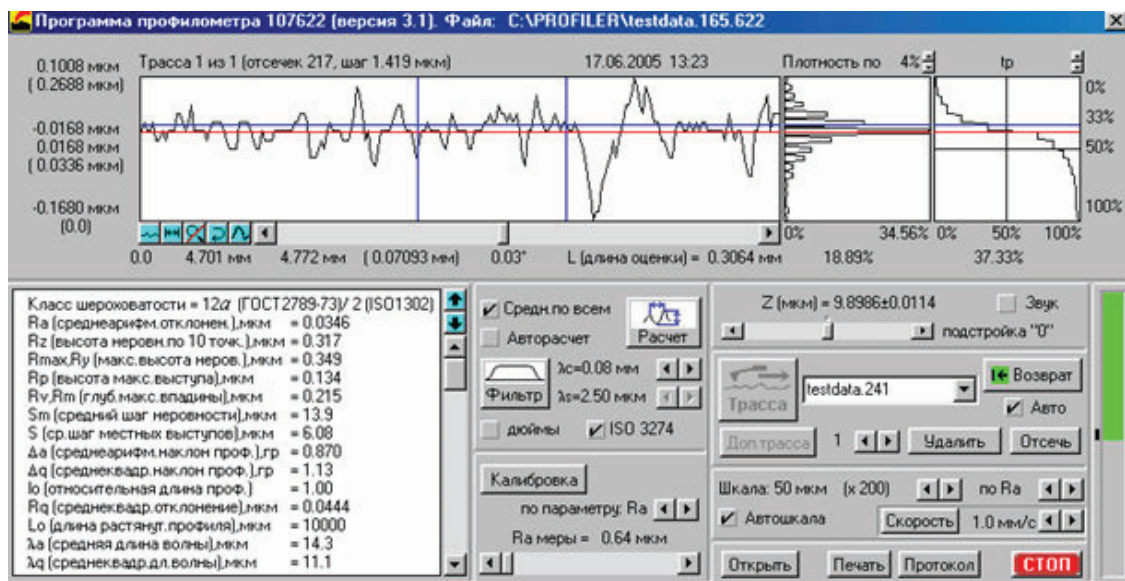 Программа профилометра 107622 (версия 3.1). Файл: C:\PROFILER\testdata.165.622
Трасса 1 из 1 (отсечек 217, шаг 1.419 мкм) 17.06.2005 13:23 Плотность по 4% tp
0.1008 мкм
(0.2688 мкм)
-0.0168 мкм
0.0168 мкм
(0.0336 мкм)
-0.1680 мкм
(0.0)
0%
33%
50%
100%
0% 34.56% 0% 50% 100%
0.0 4.701 мм 4.772 мм (0.07093 мм) 0.03° L (длина оценки) = 0.3064 мм 18.89% 37.33%
Класс шероховатости = 12а (ГОСТ2789-73)/ 2 (ISO1302)
Ra (среднеарифм.отклонен.),мкм = 0.0346
Rz (высота неровн.по 10 точк.),мкм = 0.317
Rmax,Ry (макс.высота неров.),мкм = 0.349
Rp (высота макс.выступа),мкм = 0.134
Rv,Rm (глуб.макс.впадины),мкм = 0.215
Sm (средний шаг неровности),мкм = 13.9
S (ср.шаг местных выступов),мкм = 6.08
Δa (среднеарифм.наклон проф.),гр = 0.870
Δq (среднеквадр.наклон проф.),гр = 1.13
lo (относительная длина проф.) = 1.00
Rq (среднеквадр.отклонение),мкм = 0.0444
Lo (длина растянут.профиля),мкм = 10000
λa (средняя длина волны),мкм = 14.3
λq (среднеквадр.дл.волны),мкм = 11.1
Средн.по всем
Авторасчет
Расчет
Фильтр
λc=0.08 мм
λs=2.50 мкм
дюймы ISO 3274
Калибровка
по параметру: Ra
Ra меры = 0.64 мкм
Z (мкм) = 9.8986±0.0114 Звук
подстройка "0"
Трасса
testdata.241
Возврат
Авто
Доп.трасса 1 Удалить Отсечь
Шкала: 50 мкм (x 200) по Ra
Автошкала Скорость 1.0 мм/с
Открыть Печать Протокол СТОП